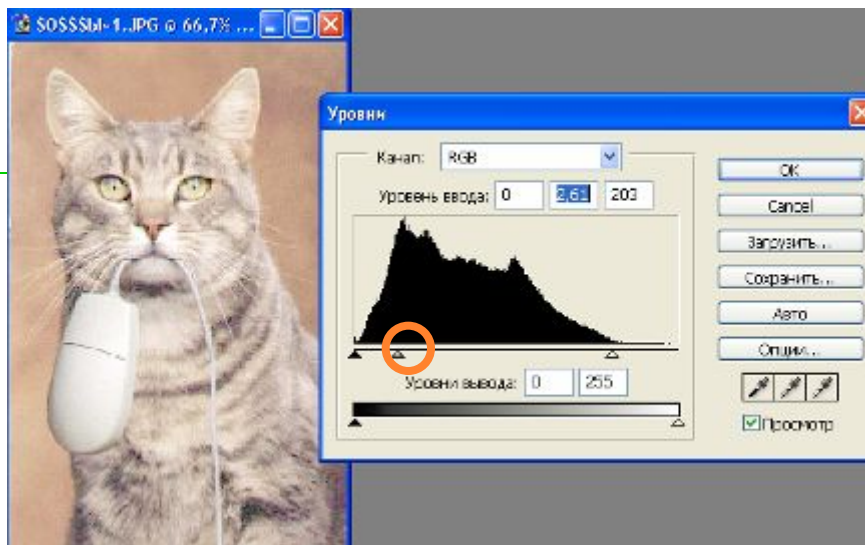 SOSSSЫ~1.JPG @ 66,7% ...
Уровни
Канал: RGB
Уровень ввода: 0 2,61 203
Уровни вывода: 0 255
OK
Cancel
Загрузить...
Сохранить...
Авто
Опции...
Просмотр